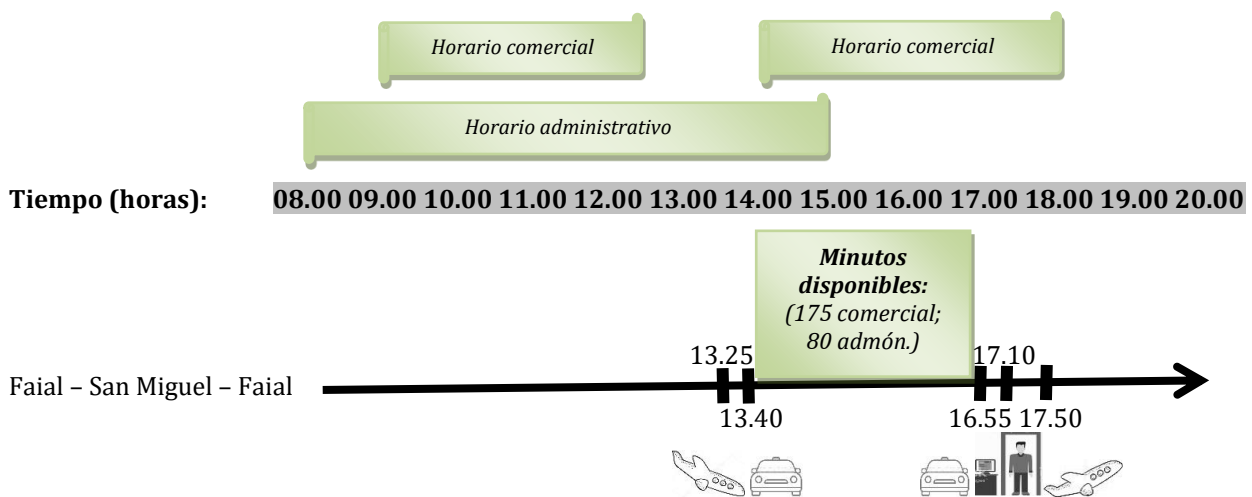 Horario comercial
Horario comercial
Horario administrativo
Tiempo (horas): 08.00 09.00 10.00 11.00 12.00 13.00 14.00 15.00 16.00 17.00 18.00 19.00 20.00
Minutos
disponibles:
(175 comercial;
80 admón.)
13.25
17.10
Faial – San Miguel – Faial
13.40
16.55 17.50